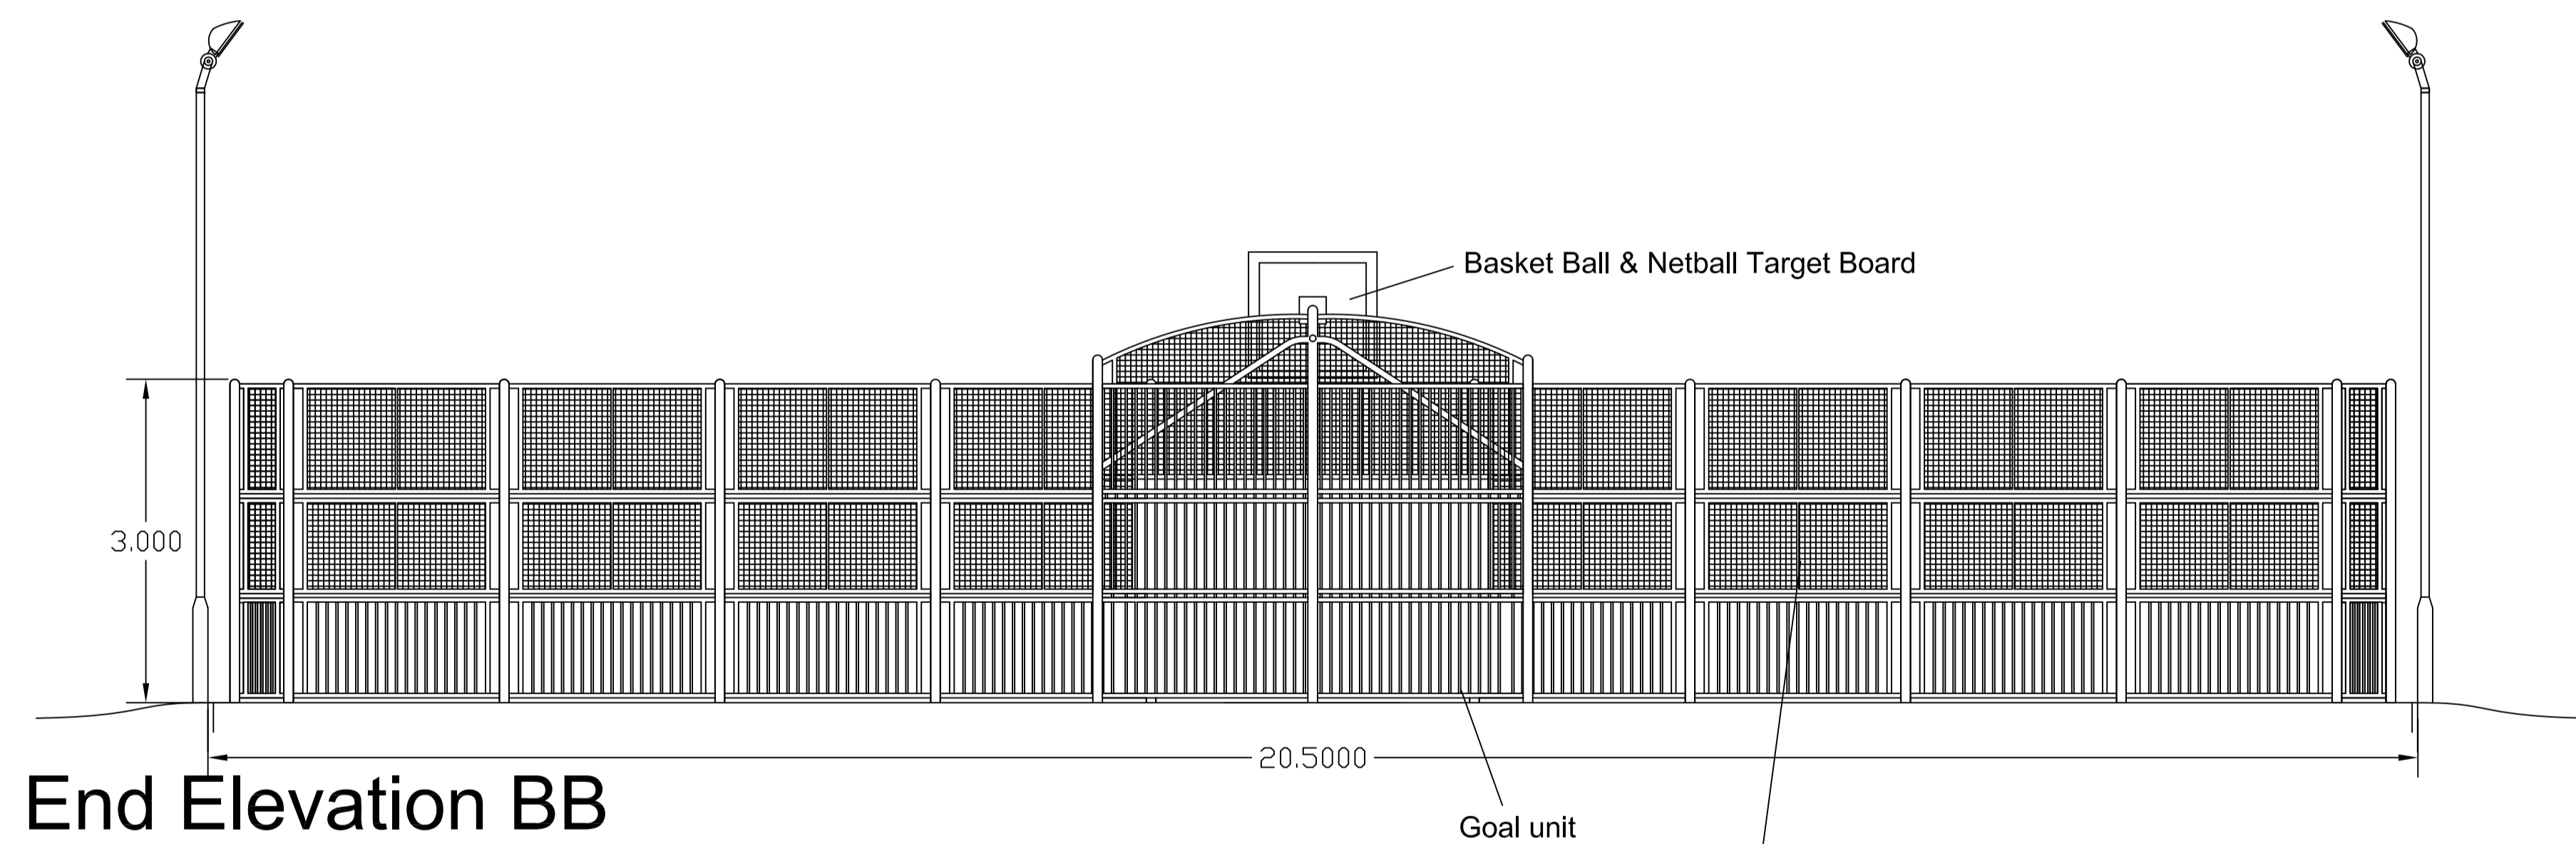 Basket Ball & Netball Target Board
3.000
20.5000
End Elevation BB
Goal unit